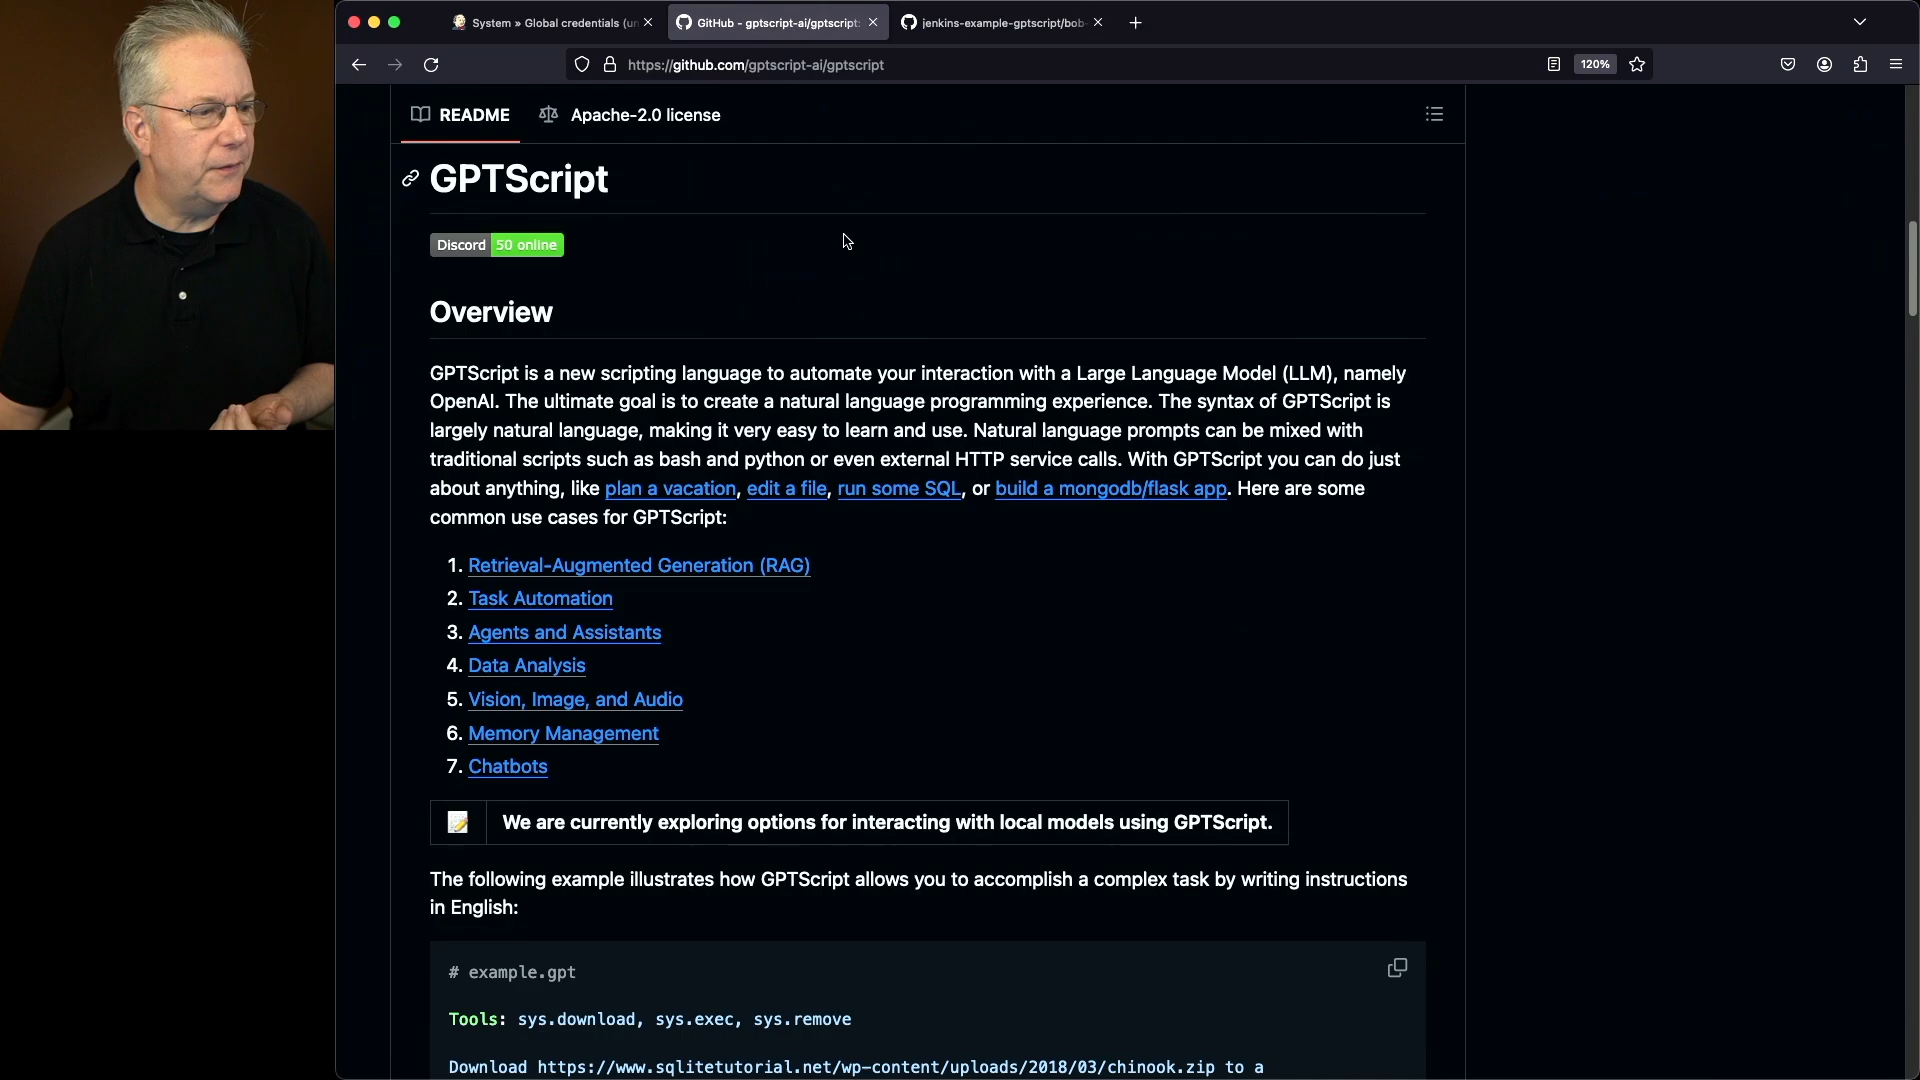 System » Global credentials (un
GitHub - gptscript-ai/gptscript:
jenkins-example-gptscript/bob-
https://github.com/gptscript-ai/gptscript
120%
README
Apache-2.0 license
GPTScript
Discord 50 online
Overview
GPTScript is a new scripting language to automate your interaction with a Large Language Model (LLM), namely
OpenAI. The ultimate goal is to create a natural language programming experience. The syntax of GPTScript is
largely natural language, making it very easy to learn and use. Natural language prompts can be mixed with
traditional scripts such as bash and python or even external HTTP service calls. With GPTScript you can do just
about anything, like plan a vacation, edit a file, run some SQL, or build a mongodb/flask app. Here are some
common use cases for GPTScript:
1. Retrieval-Augmented Generation (RAG)
2. Task Automation
3. Agents and Assistants
4. Data Analysis
5. Vision, Image, and Audio
6. Memory Management
7. Chatbots
We are currently exploring options for interacting with local models using GPTScript.
The following example illustrates how GPTScript allows you to accomplish a complex task by writing instructions
in English:
# example.gpt
Tools: sys.download, sys.exec, sys.remove
Download https://www.sqlitetutorial.net/wp-content/uploads/2018/03/chinook.zip to a